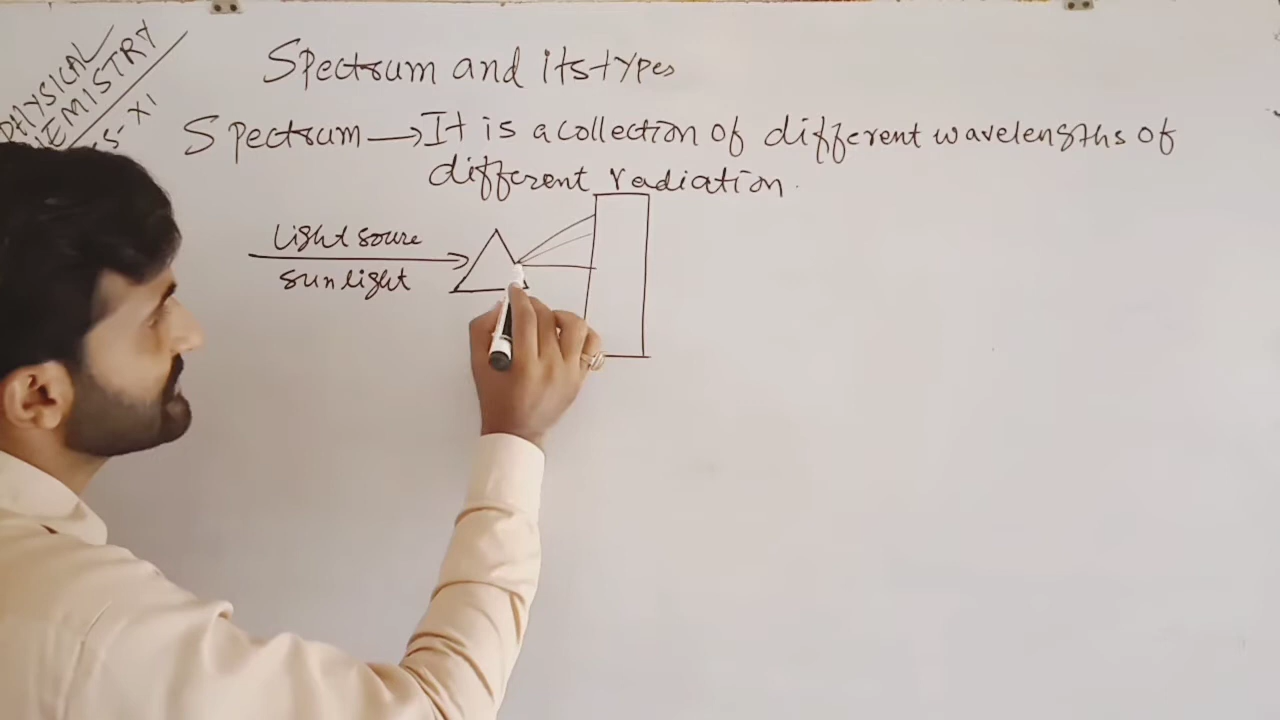 PHYSICAL
Spectrum and its types
Spectrum → It is a collection of different wavelengths of
different radiation.
Light soure
sun light